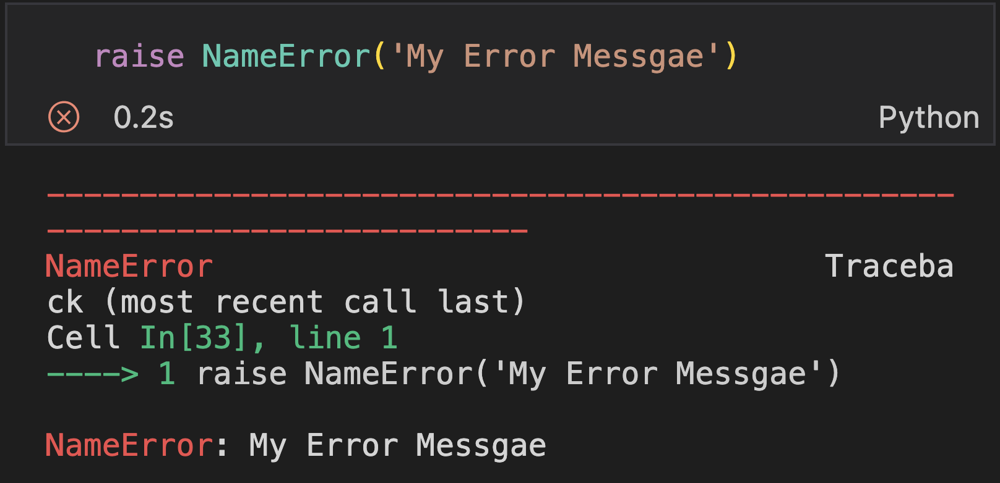 raise NameError('My Error Messgae')
0.2s Python
---------------------------------------------------------------------------
NameError Traceba
ck (most recent call last)
Cell In[33], line 1
----> 1 raise NameError('My Error Messgae')
NameError: My Error Messgae